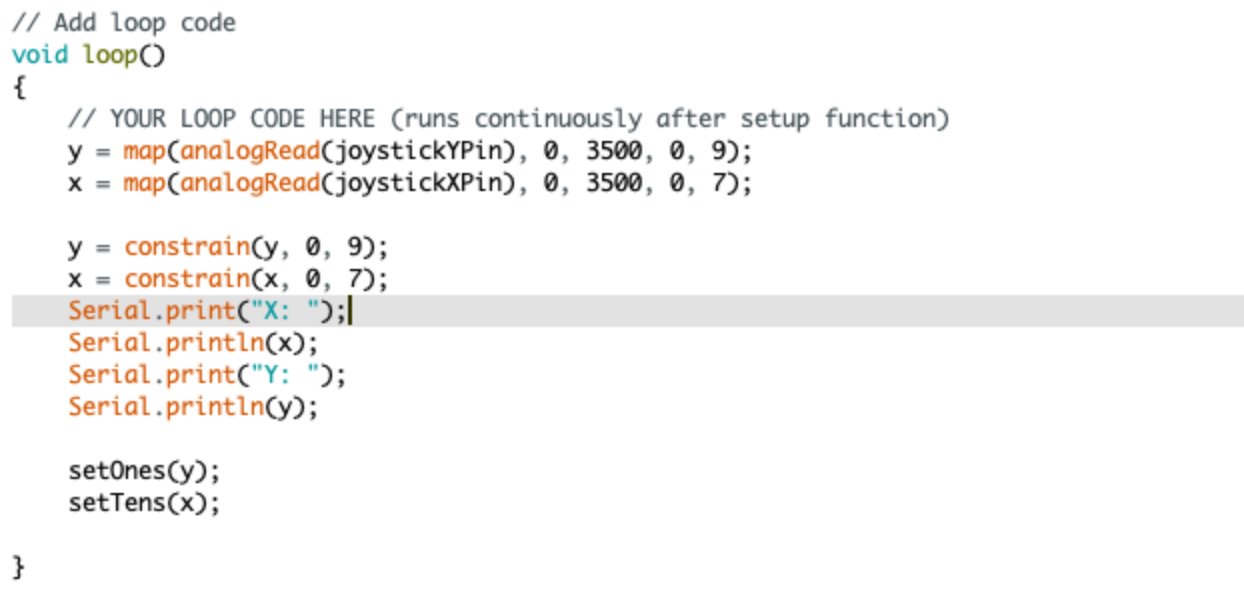 // Add loop code
void loop()
{
    // YOUR LOOP CODE HERE (runs continuously after setup function)
    y = map(analogRead(joystickYPin), 0, 3500, 0, 9);
    x = map(analogRead(joystickXPin), 0, 3500, 0, 7);

    y = constrain(y, 0, 9);
    x = constrain(x, 0, 7);
    Serial.print("X: ");
    Serial.println(x);
    Serial.print("Y: ");
    Serial.println(y);

    setOnes(y);
    setTens(x);

}